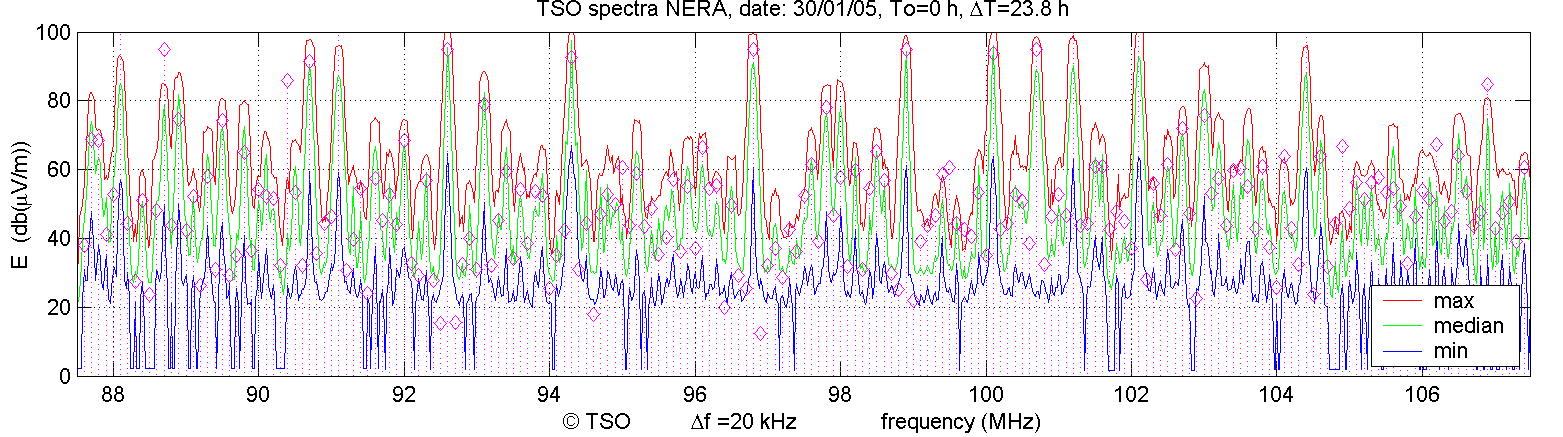 TSO spectra NERA, date: 30/01/05, To=0 h, ΔT=23.8 h
100
80
60
40
20
0
E (db(μV/m))
max
median
min
88 90 92 94 96 98 100 102 104 106
© TSO Δf =20 kHz frequency (MHz)